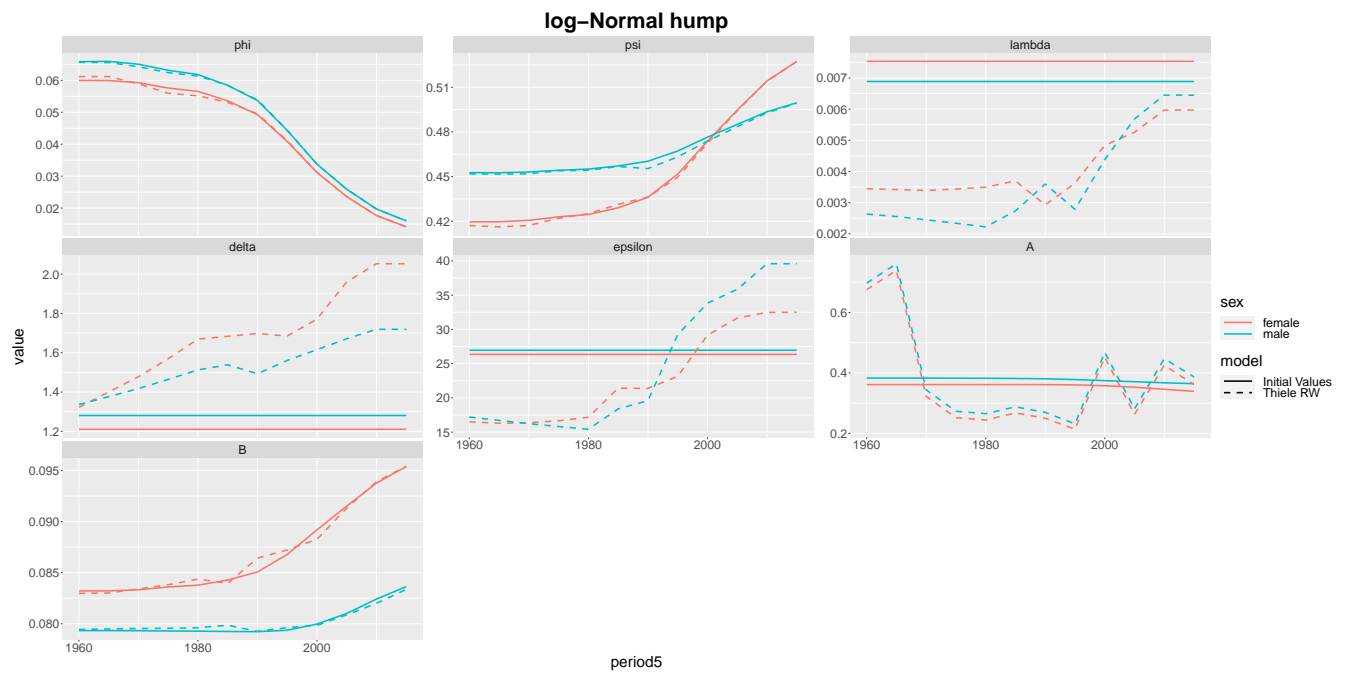 log−Normal hump
phi
psi
lambda
0.06
0.05
0.04
0.03
0.02
0.51
0.48
0.45
0.42
0.007
0.006
0.005
0.004
0.003
0.002
delta
epsilon
A
2.0
1.8
1.6
1.4
1.2
40
35
30
25
20
15
1960
1980
2000
0.6
0.4
0.2
1960
1980
2000
B
0.095
0.090
0.085
0.080
1960
1980
2000
value
period5
sex
female
male
model
Initial Values
Thiele RW